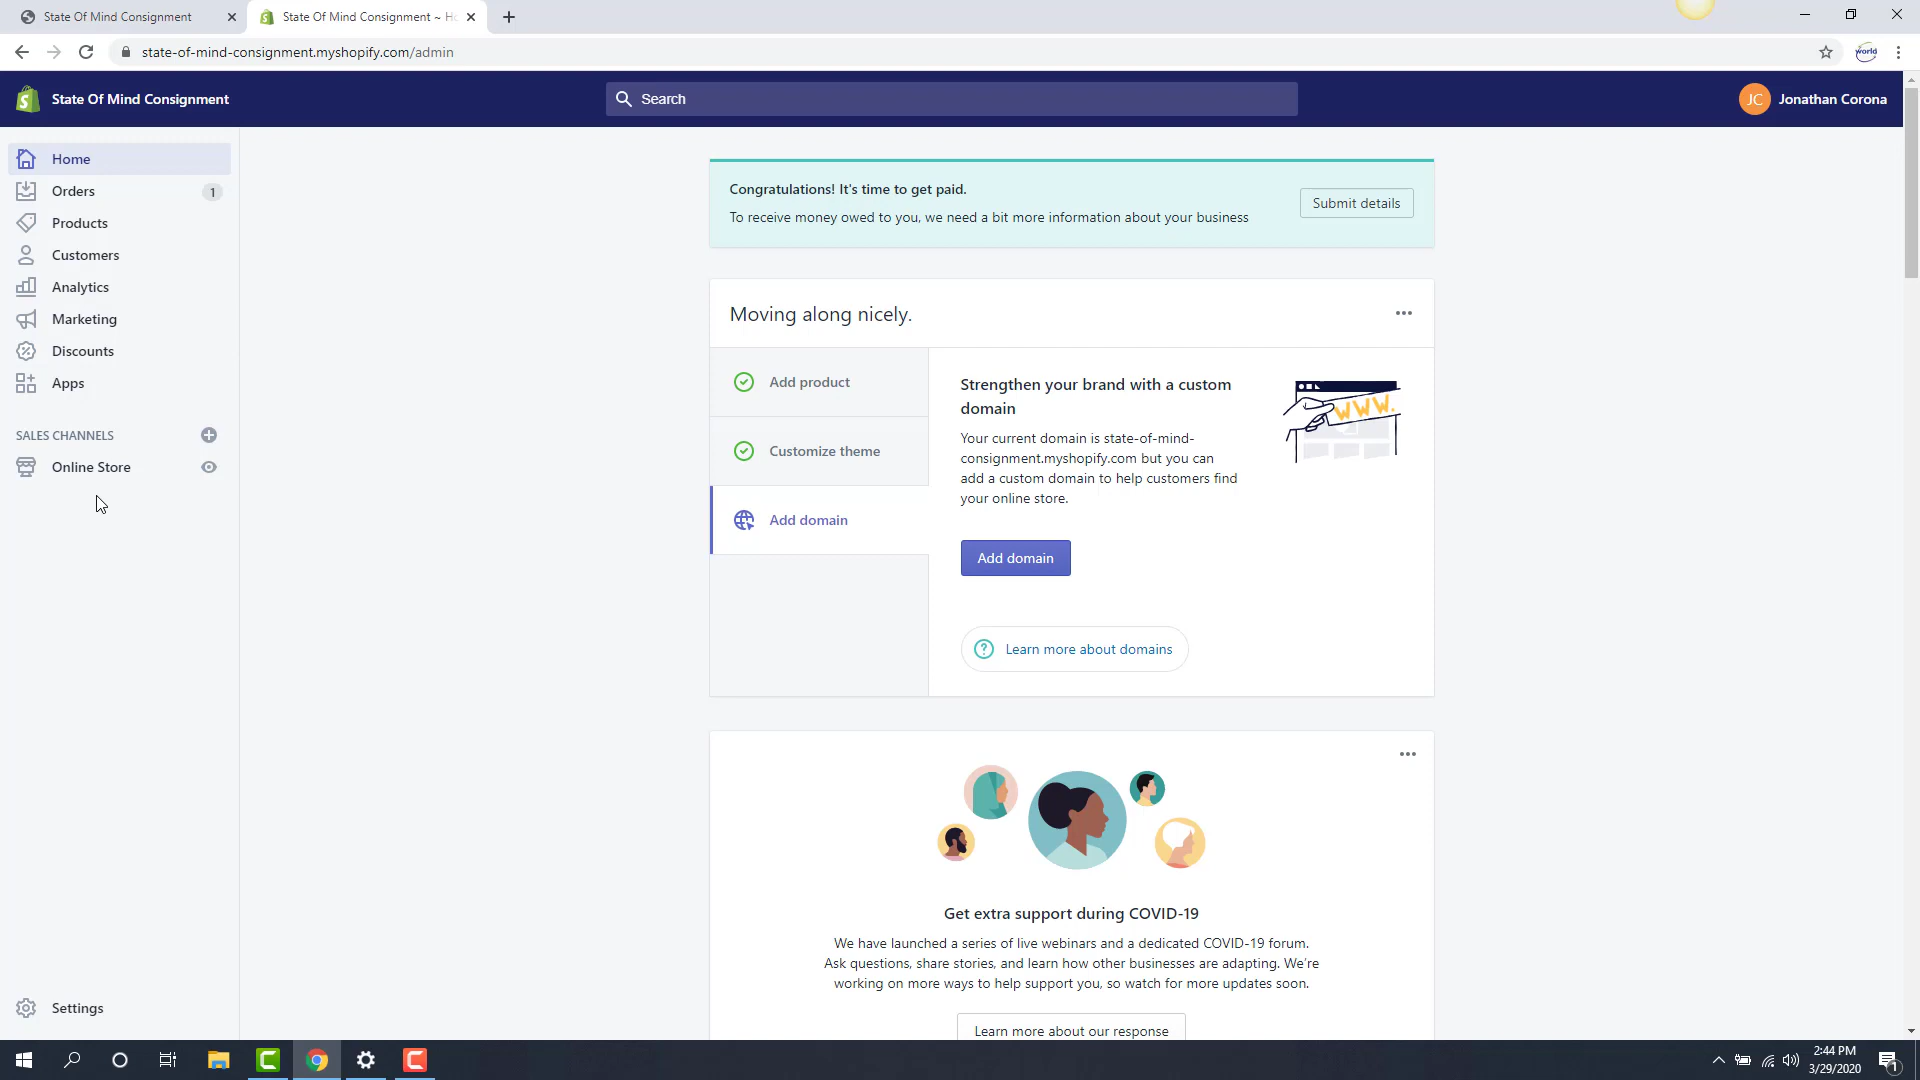 State Of Mind Consignment
State Of Mind Consignment ~ Ho
state-of-mind-consignment.myshopify.com/admin
world
State Of Mind Consignment
Search
JC
Jonathan Corona
Home
Orders
1
Products
Customers
Analytics
Marketing
Discounts
Apps
SALES CHANNELS
Online Store
Settings
Congratulations! It's time to get paid.
To receive money owed to you, we need a bit more information about your business
Submit details
Moving along nicely.
Add product
Customize theme
Add domain
Strengthen your brand with a custom
domain
Your current domain is state-of-mind-
consignment.myshopify.com but you can
add a custom domain to help customers find
your online store.
WWW.
Add domain
Learn more about domains
Get extra support during COVID-19
We have launched a series of live webinars and a dedicated COVID-19 forum.
Ask questions, share stories, and learn how other businesses are adapting. We're
working on more ways to help support you, so watch for more updates soon.
Learn more about our response
2:44 PM
3/29/2020
1